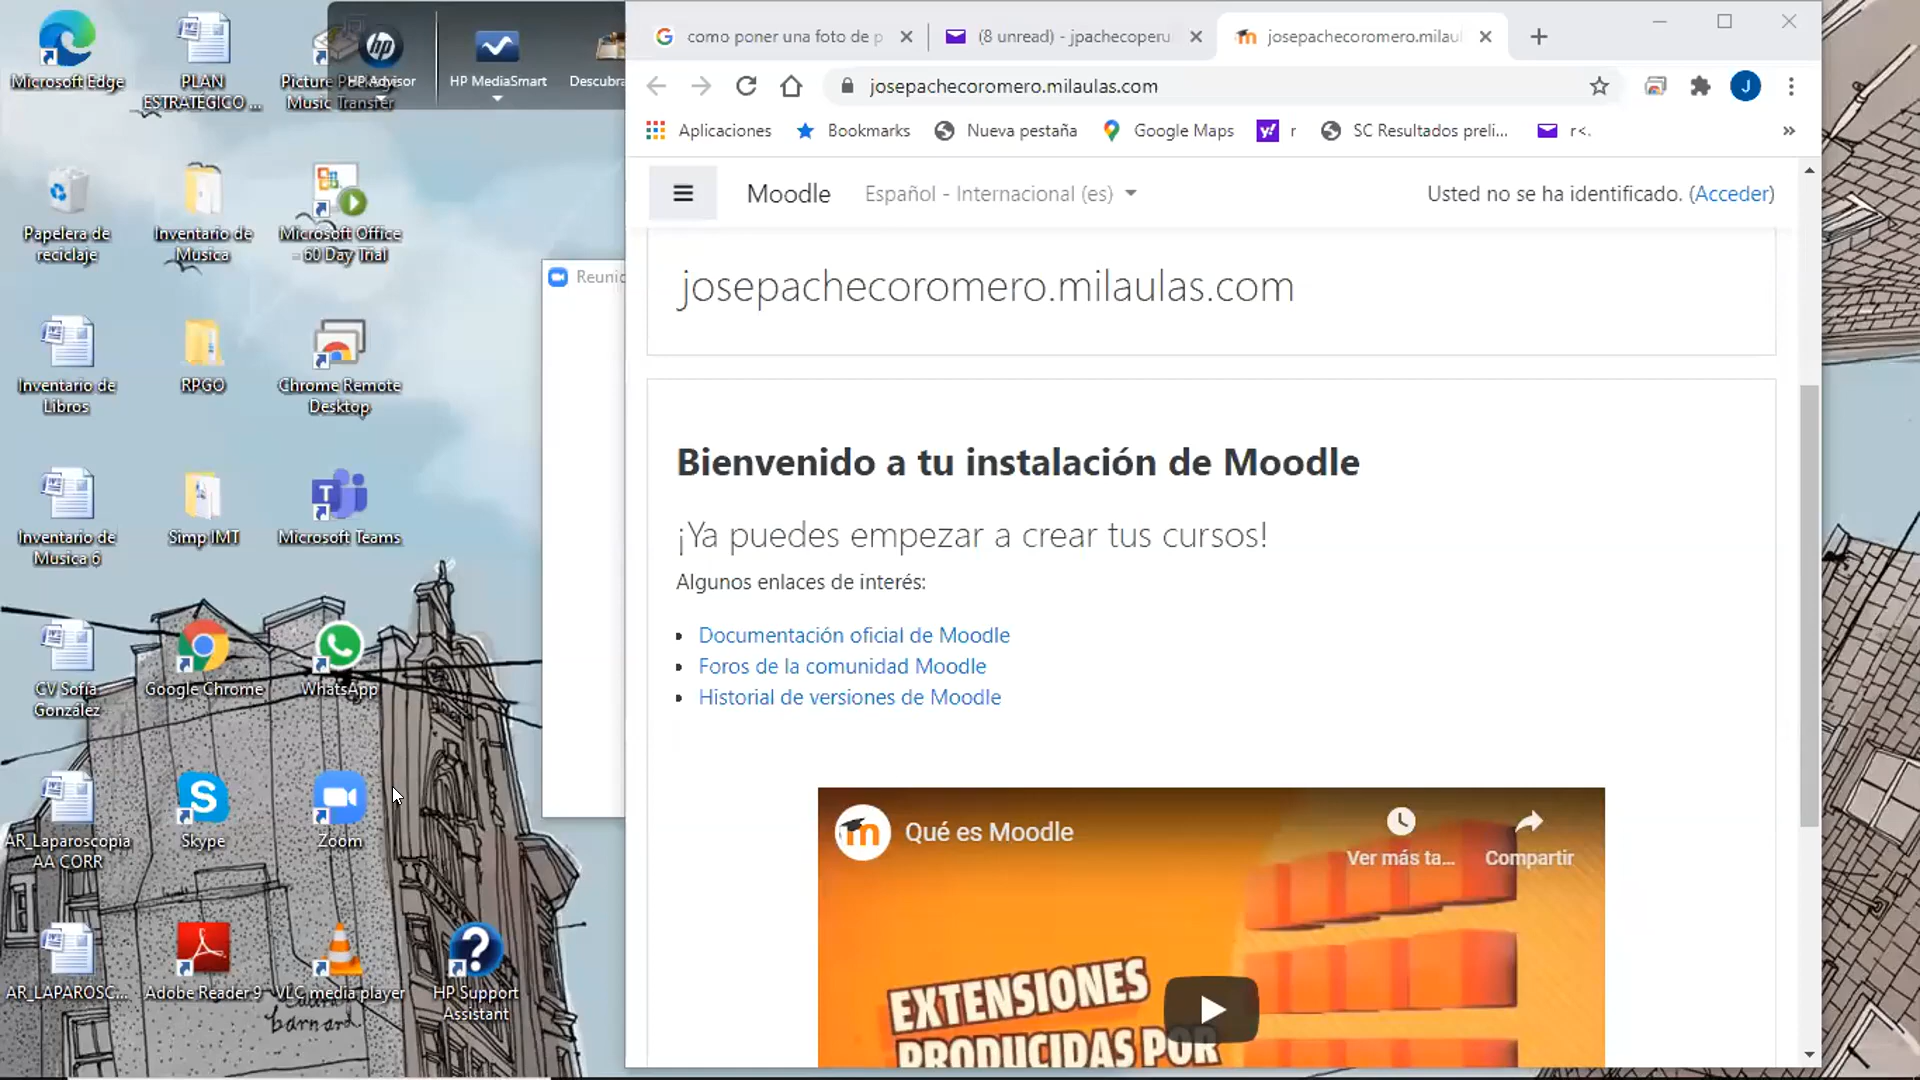 Microsoft Edge
PLAN
ESTRATEGICO ...
Music Transfer
HP Advisor
HP MediaSmart
Descubra
Papelera de
reciclaje
Inventario de
Musica
Microsoft Office
- 60 Day Trial
Inventario de
Libros
RPGO
Chrome Remote
Desktop
Inventario de
Musica 6
Simp IMT
Microsoft Teams
CV Sofía
González
Google Chrome
WhatsApp
AR_Laparoscopia
AA CORR
Skype
Zoom
AR_LAPAROSC...
Adobe Reader 9
VLC media player
HP Support
Assistant
barnard
Reunio
como poner una foto de p
(8 unread) - jpachecoperu
josepachecoromero.milaul
josepachecoromero.milaulas.com
Aplicaciones
Bookmarks
Nueva pestaña
Google Maps
r
SC Resultados preli...
r<.
»
Moodle
Español - Internacional (es)
Usted no se ha identificado. (Acceder)
josepachecoromero.milaulas.com
Bienvenido a tu instalación de Moodle
¡Ya puedes empezar a crear tus cursos!
Algunos enlaces de interés:
Documentación oficial de Moodle
Foros de la comunidad Moodle
Historial de versiones de Moodle
Qué es Moodle
Ver más ta...
Compartir
EXTENSIONES
PRODUCIDAS POR